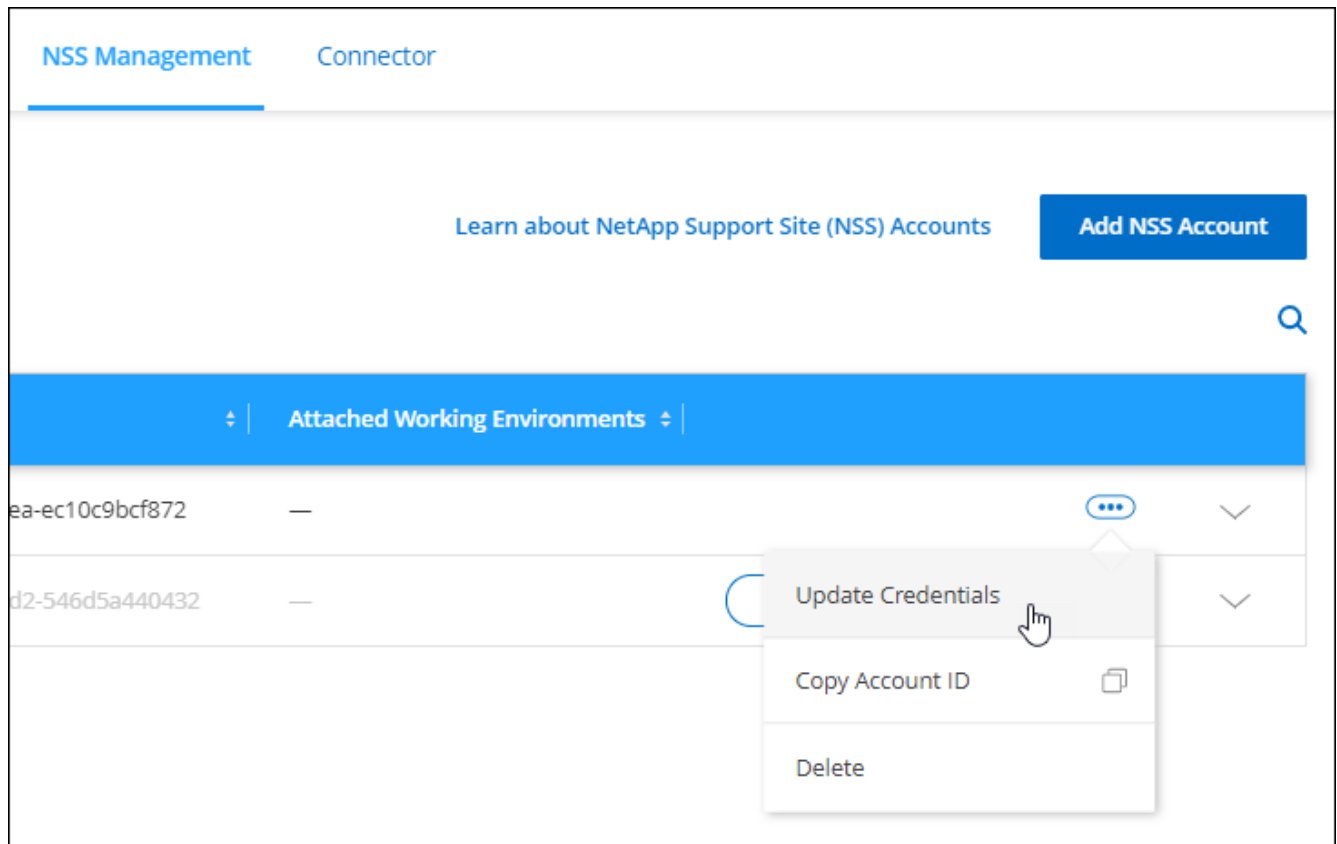 NSS Management Connector
Learn about NetApp Support Site (NSS) Accounts Add NSS Account
Attached Working Environments
ea-ec10c9bcf872 —
d2-546d5a440432 —
Update Credentials
Copy Account ID
Delete